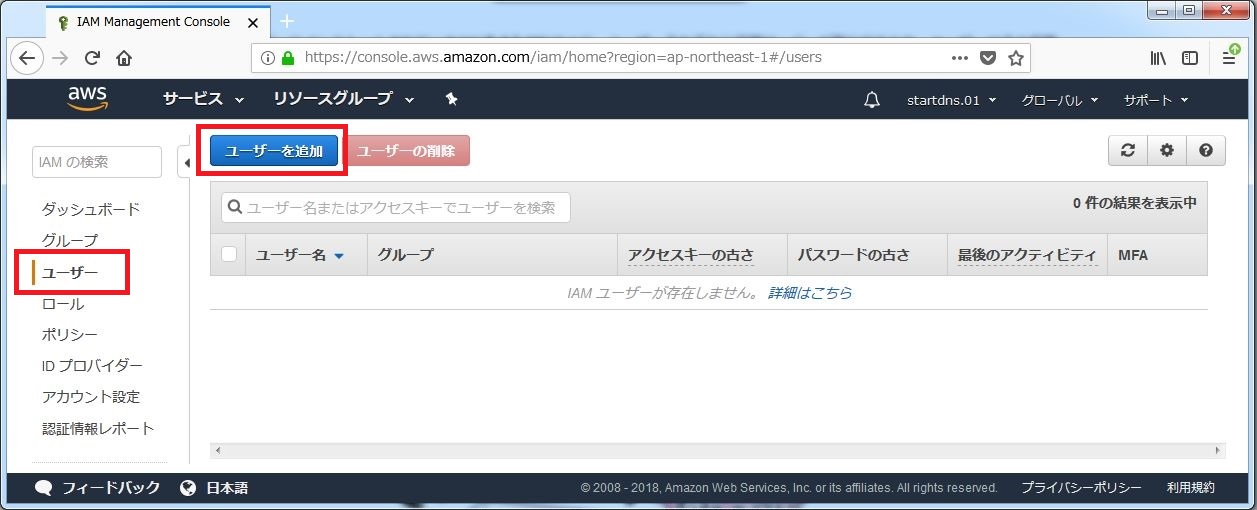 IAM Management Console
https://console.aws.amazon.com/iam/home?region=ap-northeast-1#/users
aws サービス リソースグループ startdns.01 グローバル サポート
IAM の検索
ユーザーを追加 ユーザーの削除
ユーザー名またはアクセスキーでユーザーを検索 0 件の結果を表示中
ユーザー名 グループ アクセスキーの古さ パスワードの古さ 最後のアクティビティ MFA
IAM ユーザーが存在しません。 詳細はこちら
ダッシュボード
グループ
ユーザー
ロール
ポリシー
ID プロバイダー
アカウント設定
認証情報レポート
フィードバック 日本語 © 2008 - 2018, Amazon Web Services, Inc. or its affiliates. All rights reserved. プライバシーポリシー 利用規約